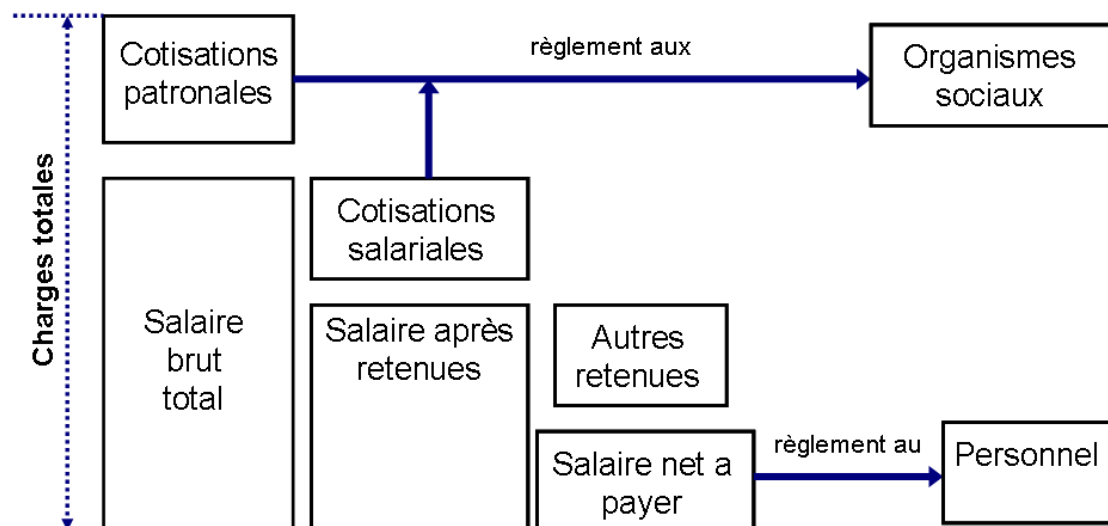 Cotisations
patronales
règlement aux
Organismes
sociaux
Charges totales
Cotisations
salariales
Salaire
brut
total
Salaire après
retenues
Autres
retenues
Salaire net a
payer
règlement au
Personnel